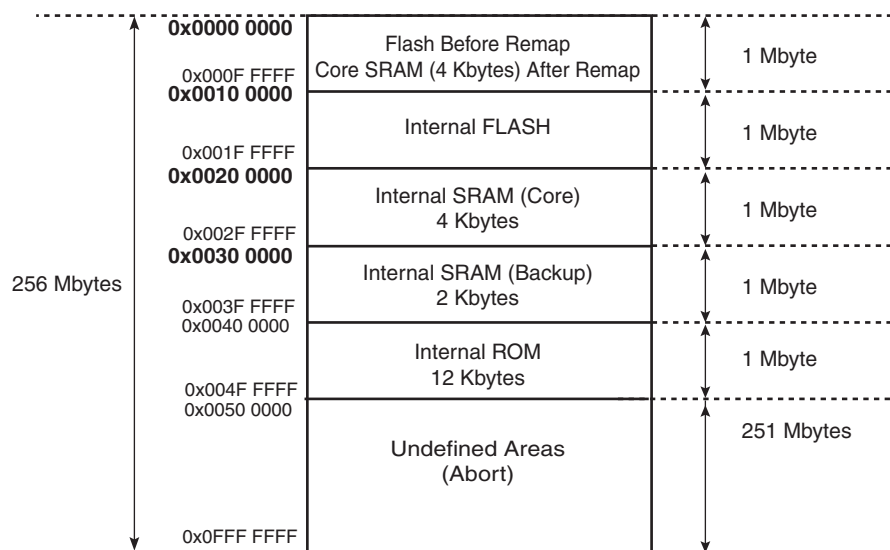 0x0000 0000
Flash Before Remap
Core SRAM (4 Kbytes) After Remap
1 Mbyte
0x000F FFFF
0x0010 0000
Internal FLASH
1 Mbyte
0x001F FFFF
0x0020 0000
Internal SRAM (Core)
4 Kbytes
1 Mbyte
0x002F FFFF
0x0030 0000
256 Mbytes
Internal SRAM (Backup)
2 Kbytes
1 Mbyte
0x003F FFFF
0x0040 0000
Internal ROM
12 Kbytes
1 Mbyte
0x004F FFFF
0x0050 0000
251 Mbytes
Undefined Areas
(Abort)
0x0FFF FFFF